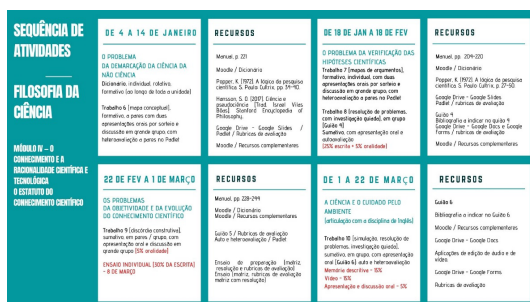 SEQUÊNCIA DE
ATIVIDADES
FILOSOFIA DA
CIÊNCIA
MÓDULO IV – O
CONHECIMENTO E A
RACIONALIDADE CIENTÍFICA E
TECNOLÓGICA
O ESTATUTO DO
CONHECIMENTO CIENTÍFICO
DE 4 A 14 DE JANEIRO
O PROBLEMA
DA DEMARCAÇÃO DA CIÊNCIA DA
NÃO CIÊNCIA
Dicionário, individual, rotativo,
formativo (ao longo de toda a unidade)
Trabalho 6 [mapa conceptual],
formativo, a pares com duas
apresentações orais por sorteio e
discussão em grande grupo, com
heteroavaliação e pares no Padlet
RECURSOS
Manuel, p. 221
Moodle / Dicionário
Popper, K. (1972). A lógica da pesquisa
científica. S. Paulo: Cultrix, pp. 34-40.
Hansson, S. O. (2017). Ciência e
pseudociência (Trad. Israel Vilas
Bôas). Stanford Encyclopedia of
Philosophy.
Google Drive - Google Slides /
Padlet / Rubricas de avaliação
Moodle / Recursos complementares
DE 18 DE JAN A 18 DE FEV
O PROBLEMA DA VERIFICAÇÃO DAS
HIPÓTESES CIENTÍFICAS
Trabalho 7 [mapas de argumentos],
formativo, individual, com duas
apresentações orais por sorteio e
discussão em grande grupo, com
heteroavaliação a pares no Padlet
Trabalho 8 [resolução de problemas,
com investigação guiada], em grupo
[Guião 4]
Sumativo, com apresentação oral e
autoavaliação
[25% escrita + 5% oralidade]
RECURSOS
Manuel, pp. 204-220
Moodle / Dicionário
Popper, K. (1972). A lógica da pesquisa
científica. S. Paulo: Cultrix, p. 27-50.
Google Drive - Google Slides
Padlet / rubricas de avaliação
Guião 4
Bibliografia a indicar no guião 4
Google Drive - Google Docs e Google
Forms / rubricas de avaliação
Moodle / Recursos complementares
22 DE FEV A 1 DE MARÇO
OS PROBLEMAS
DA OBJETIVIDADE E DA EVOLUÇÃO
DO CONHECIMENTO CIENTÍFICO
Trabalho 9 [discórdia construtiva],
sumativo, em pares / grupo, com
apresentação oral e discussão em
grande grupo [5% oralidade]
ENSAIO INDIVIDUAL [50% DA ESCRITA]
- 8 DE MARÇO
RECURSOS
Manual, pp. 228-244
Moodle / Dicionário
Moodle / Recursos complementares
Guião 5 / Rubricas de avaliação
Auto e heteroavaliação / Padlet
Ensaio de preparação (matriz,
resolução e rubricas de avaliação)
Ensaio (matriz, rubricas de avaliação
matriz com resolução)
DE 1 A 22 DE MARÇO
A CIÊNCIA E O CUIDADO PELO
AMBIENTE
[articulação com a disciplina de Inglês]
Trabalho 10 [simulação, resolução de
problemas, investigação guiada],
sumativo, em grupo, com apresentação
oral [Guião 6] auto e heteroavaliação
Memória descritiva - 15%
Vídeo - 15%
Apresentação e discussão oral - 5%
RECURSOS
Guião 6
Bibliografia a indicar no Guião 6
Moodle / Recursos complementares
Google Drive - Google Docs
Aplicações de edição de áudio e de
vídeo
Google Drive - Google Forms
Rubricas de avaliação